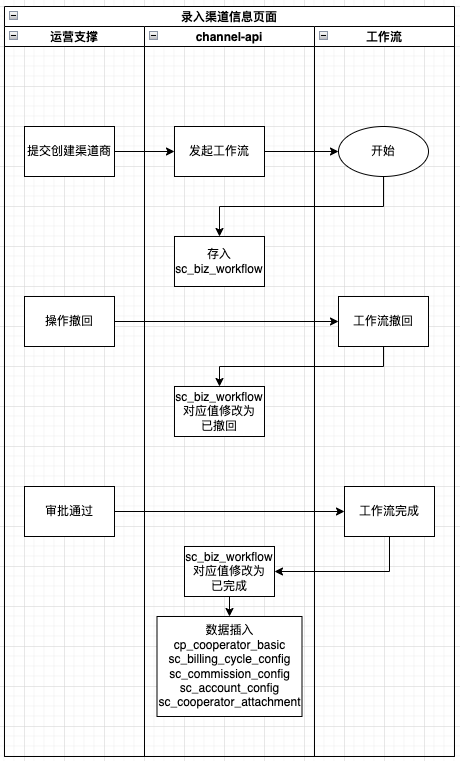 录入渠道信息页面
运营支撑
channel-api
工作流
提交创建渠道商
发起工作流
开始
存入
sc_biz_workflow
操作撤回
工作流撤回
sc_biz_workflow
对应值修改为
已撤回
审批通过
工作流完成
sc_biz_workflow
对应值修改为
已完成
数据插入
cp_cooperator_basic
sc_billing_cycle_config
sc_commission_config
sc_account_config
sc_cooperator_attachment